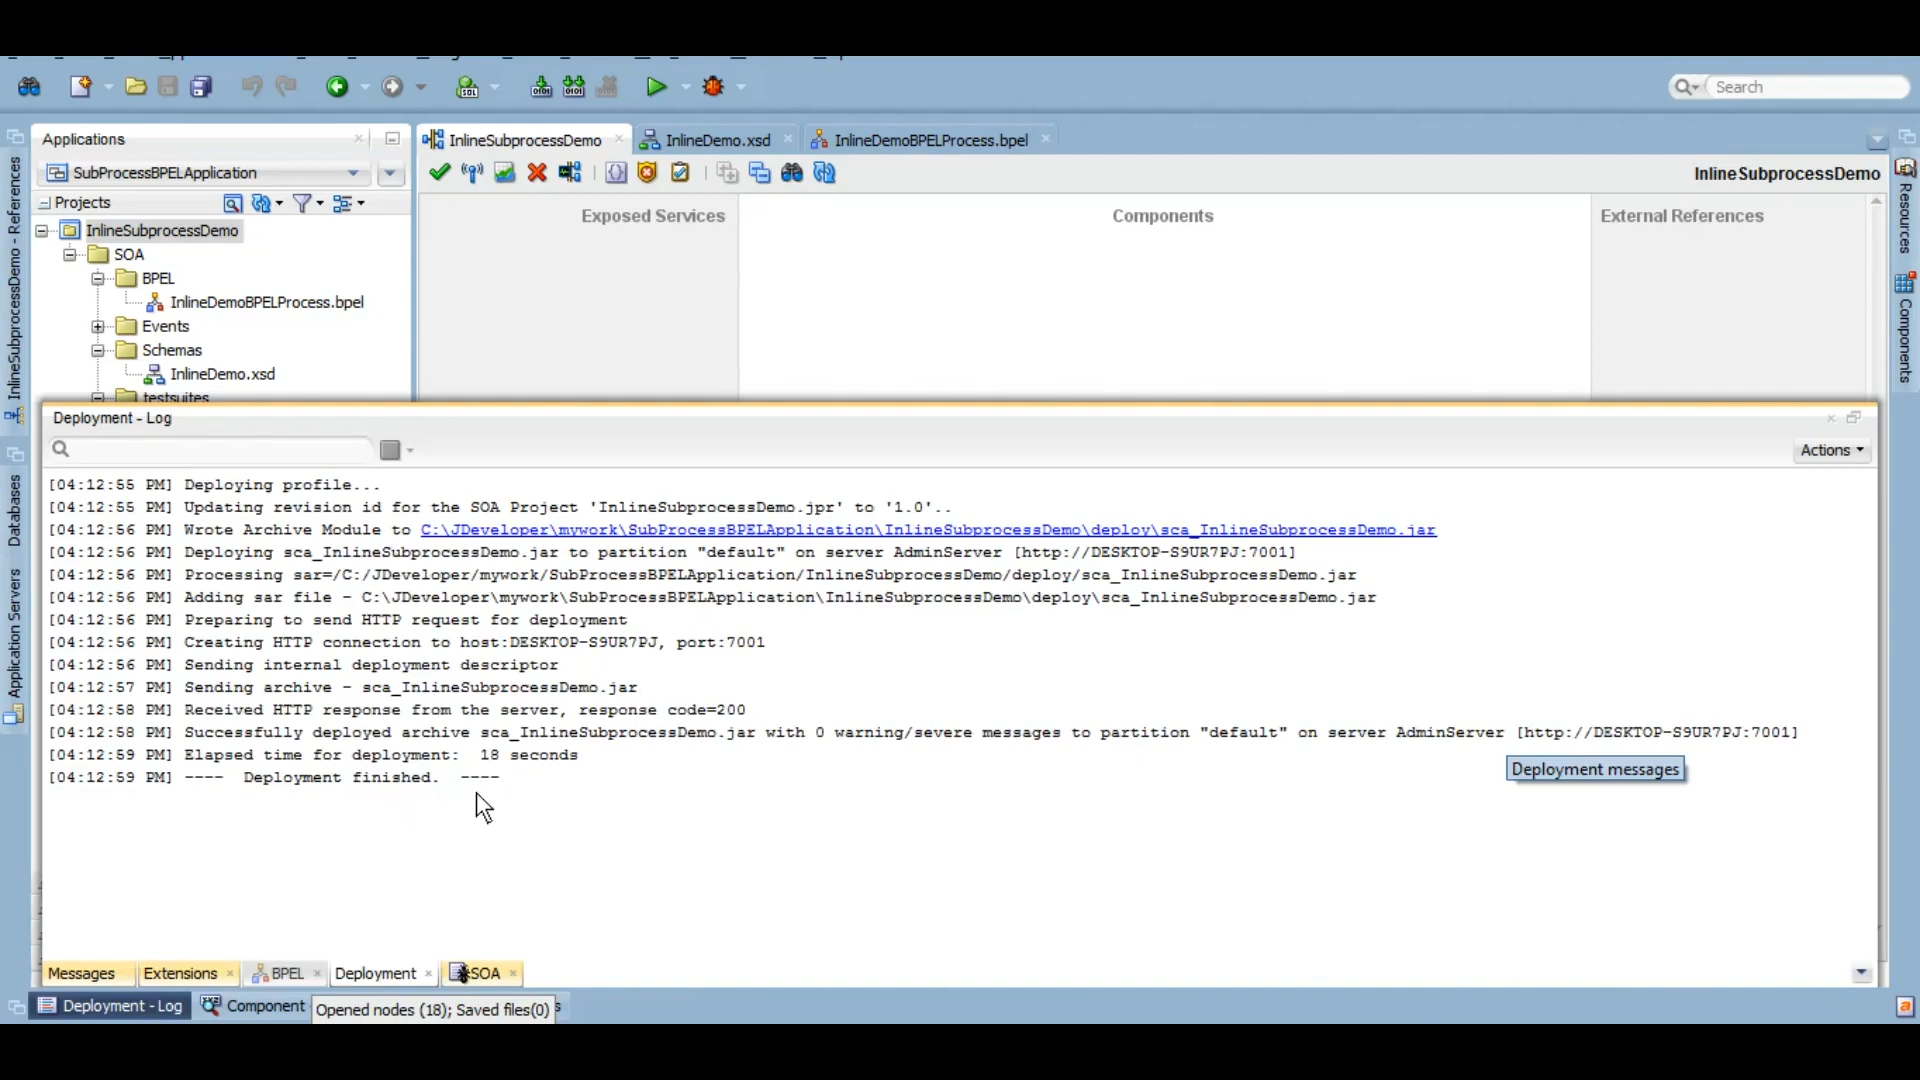 Search
Applications
InlineSubprocessDemo
InlineDemo.xsd
InlineDemoBPELProcess.bpel
SubProcessBPELApplication
InlineSubprocessDemo
Projects
Exposed Services
Components
External References
InlineSubprocessDemo
SOA
BPEL
InlineDemoBPELProcess.bpel
Events
Schemas
InlineDemo.xsd
testsuites
InlineSubprocessDemo - References
Databases
Application Servers
Resources
Components
Deployment - Log
Actions
[04:12:55 PM] Deploying profile...
[04:12:55 PM] Updating revision id for the SOA Project 'InlineSubprocessDemo.jpr' to '1.0'..
[04:12:56 PM] Wrote Archive Module to C:\JDeveloper\mywork\SubProcessBPELApplication\InlineSubprocessDemo\deploy\sca_InlineSubprocessDemo.jar
[04:12:56 PM] Deploying sca_InlineSubprocessDemo.jar to partition "default" on server AdminServer [http://DESKTOP-S9UR7PJ:7001]
[04:12:56 PM] Processing sar=/C:/JDeveloper/mywork/SubProcessBPELApplication/InlineSubprocessDemo/deploy/sca_InlineSubprocessDemo.jar
[04:12:56 PM] Adding sar file - C:\JDeveloper\mywork\SubProcessBPELApplication\InlineSubprocessDemo\deploy\sca_InlineSubprocessDemo.jar
[04:12:56 PM] Preparing to send HTTP request for deployment
[04:12:56 PM] Creating HTTP connection to host:DESKTOP-S9UR7PJ, port:7001
[04:12:56 PM] Sending internal deployment descriptor
[04:12:57 PM] Sending archive - sca_InlineSubprocessDemo.jar
[04:12:58 PM] Received HTTP response from the server, response code=200
[04:12:58 PM] Successfully deployed archive sca_InlineSubprocessDemo.jar with 0 warning/severe messages to partition "default" on server AdminServer [http://DESKTOP-S9UR7PJ:7001]
[04:12:59 PM] Elapsed time for deployment:  18 seconds
[04:12:59 PM] ----  Deployment finished.  ----
Deployment messages
Messages
Extensions
BPEL
Deployment
SOA
Deployment - Log
Component
Opened nodes (18); Saved files(0)